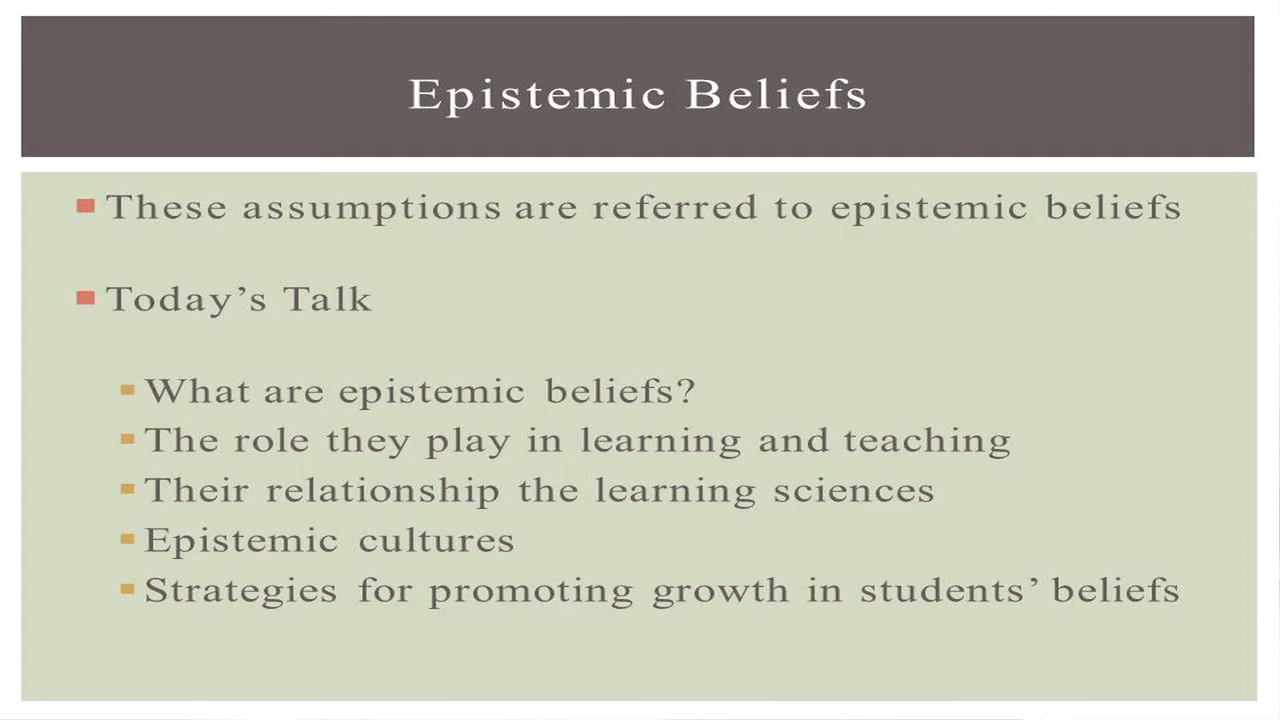 Epistemic Beliefs
These assumptions are referred to epistemic beliefs
Today’s Talk
What are epistemic beliefs?
The role they play in learning and teaching
Their relationship the learning sciences
Epistemic cultures
Strategies for promoting growth in students’ beliefs